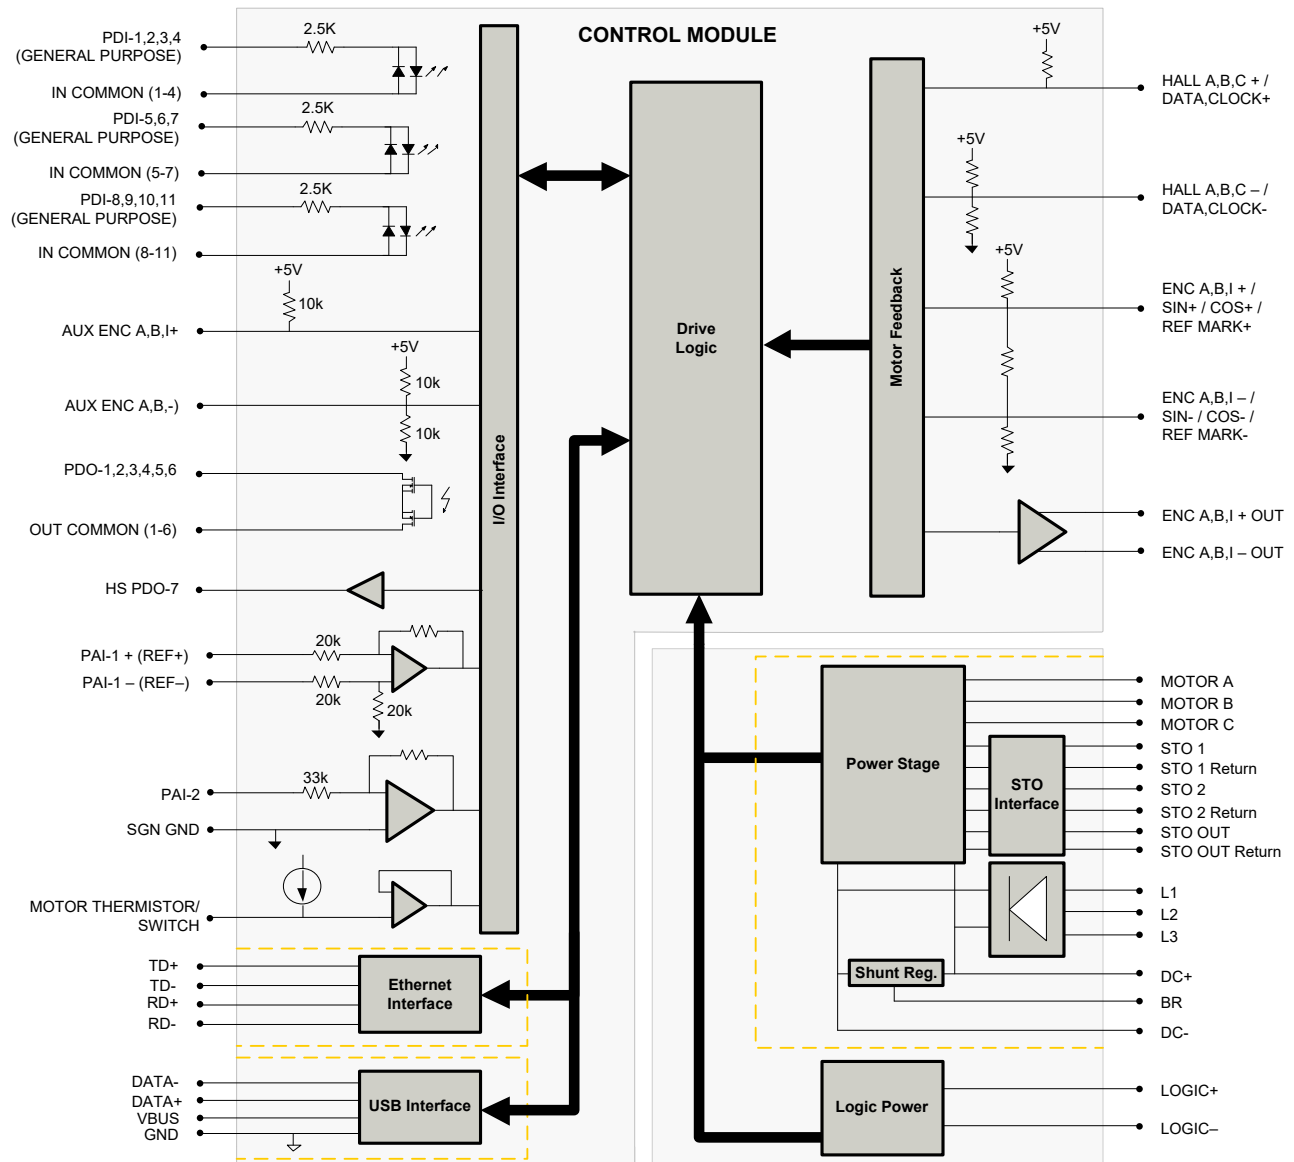 CONTROL MODULE
PDI-1,2,3,4
(GENERAL PURPOSE)
2.5K
IN COMMON (1-4)
PDI-5,6,7
(GENERAL PURPOSE)
2.5K
IN COMMON (5-7)
PDI-8,9,10,11
(GENERAL PURPOSE)
2.5K
IN COMMON (8-11)
+5V
10k
AUX ENC A,B,I+
+5V
10k
AUX ENC A,B,-)
10k
PDO-1,2,3,4,5,6
OUT COMMON (1-6)
HS PDO-7
PAI-1 + (REF+)
20k
PAI-1 – (REF–)
20k
20k
PAI-2
33k
SGN GND
MOTOR THERMISTOR/
SWITCH
I/O Interface
TD+
TD-
RD+
RD-
Ethernet
Interface
DATA-
DATA+
VBUS
GND
USB Interface
Drive
Logic
Motor Feedback
+5V
HALL A,B,C + /
DATA,CLOCK+
+5V
HALL A,B,C – /
DATA,CLOCK-
+5V
ENC A,B,I + /
SIN+ / COS+ /
REF MARK+
ENC A,B,I – /
SIN- / COS- /
REF MARK-
ENC A,B,I + OUT
ENC A,B,I – OUT
Power Stage
MOTOR A
MOTOR B
MOTOR C
STO
Interface
STO 1
STO 1 Return
STO 2
STO 2 Return
STO OUT
STO OUT Return
L1
L2
L3
Shunt Reg.
DC+
BR
DC-
Logic Power
LOGIC+
LOGIC–